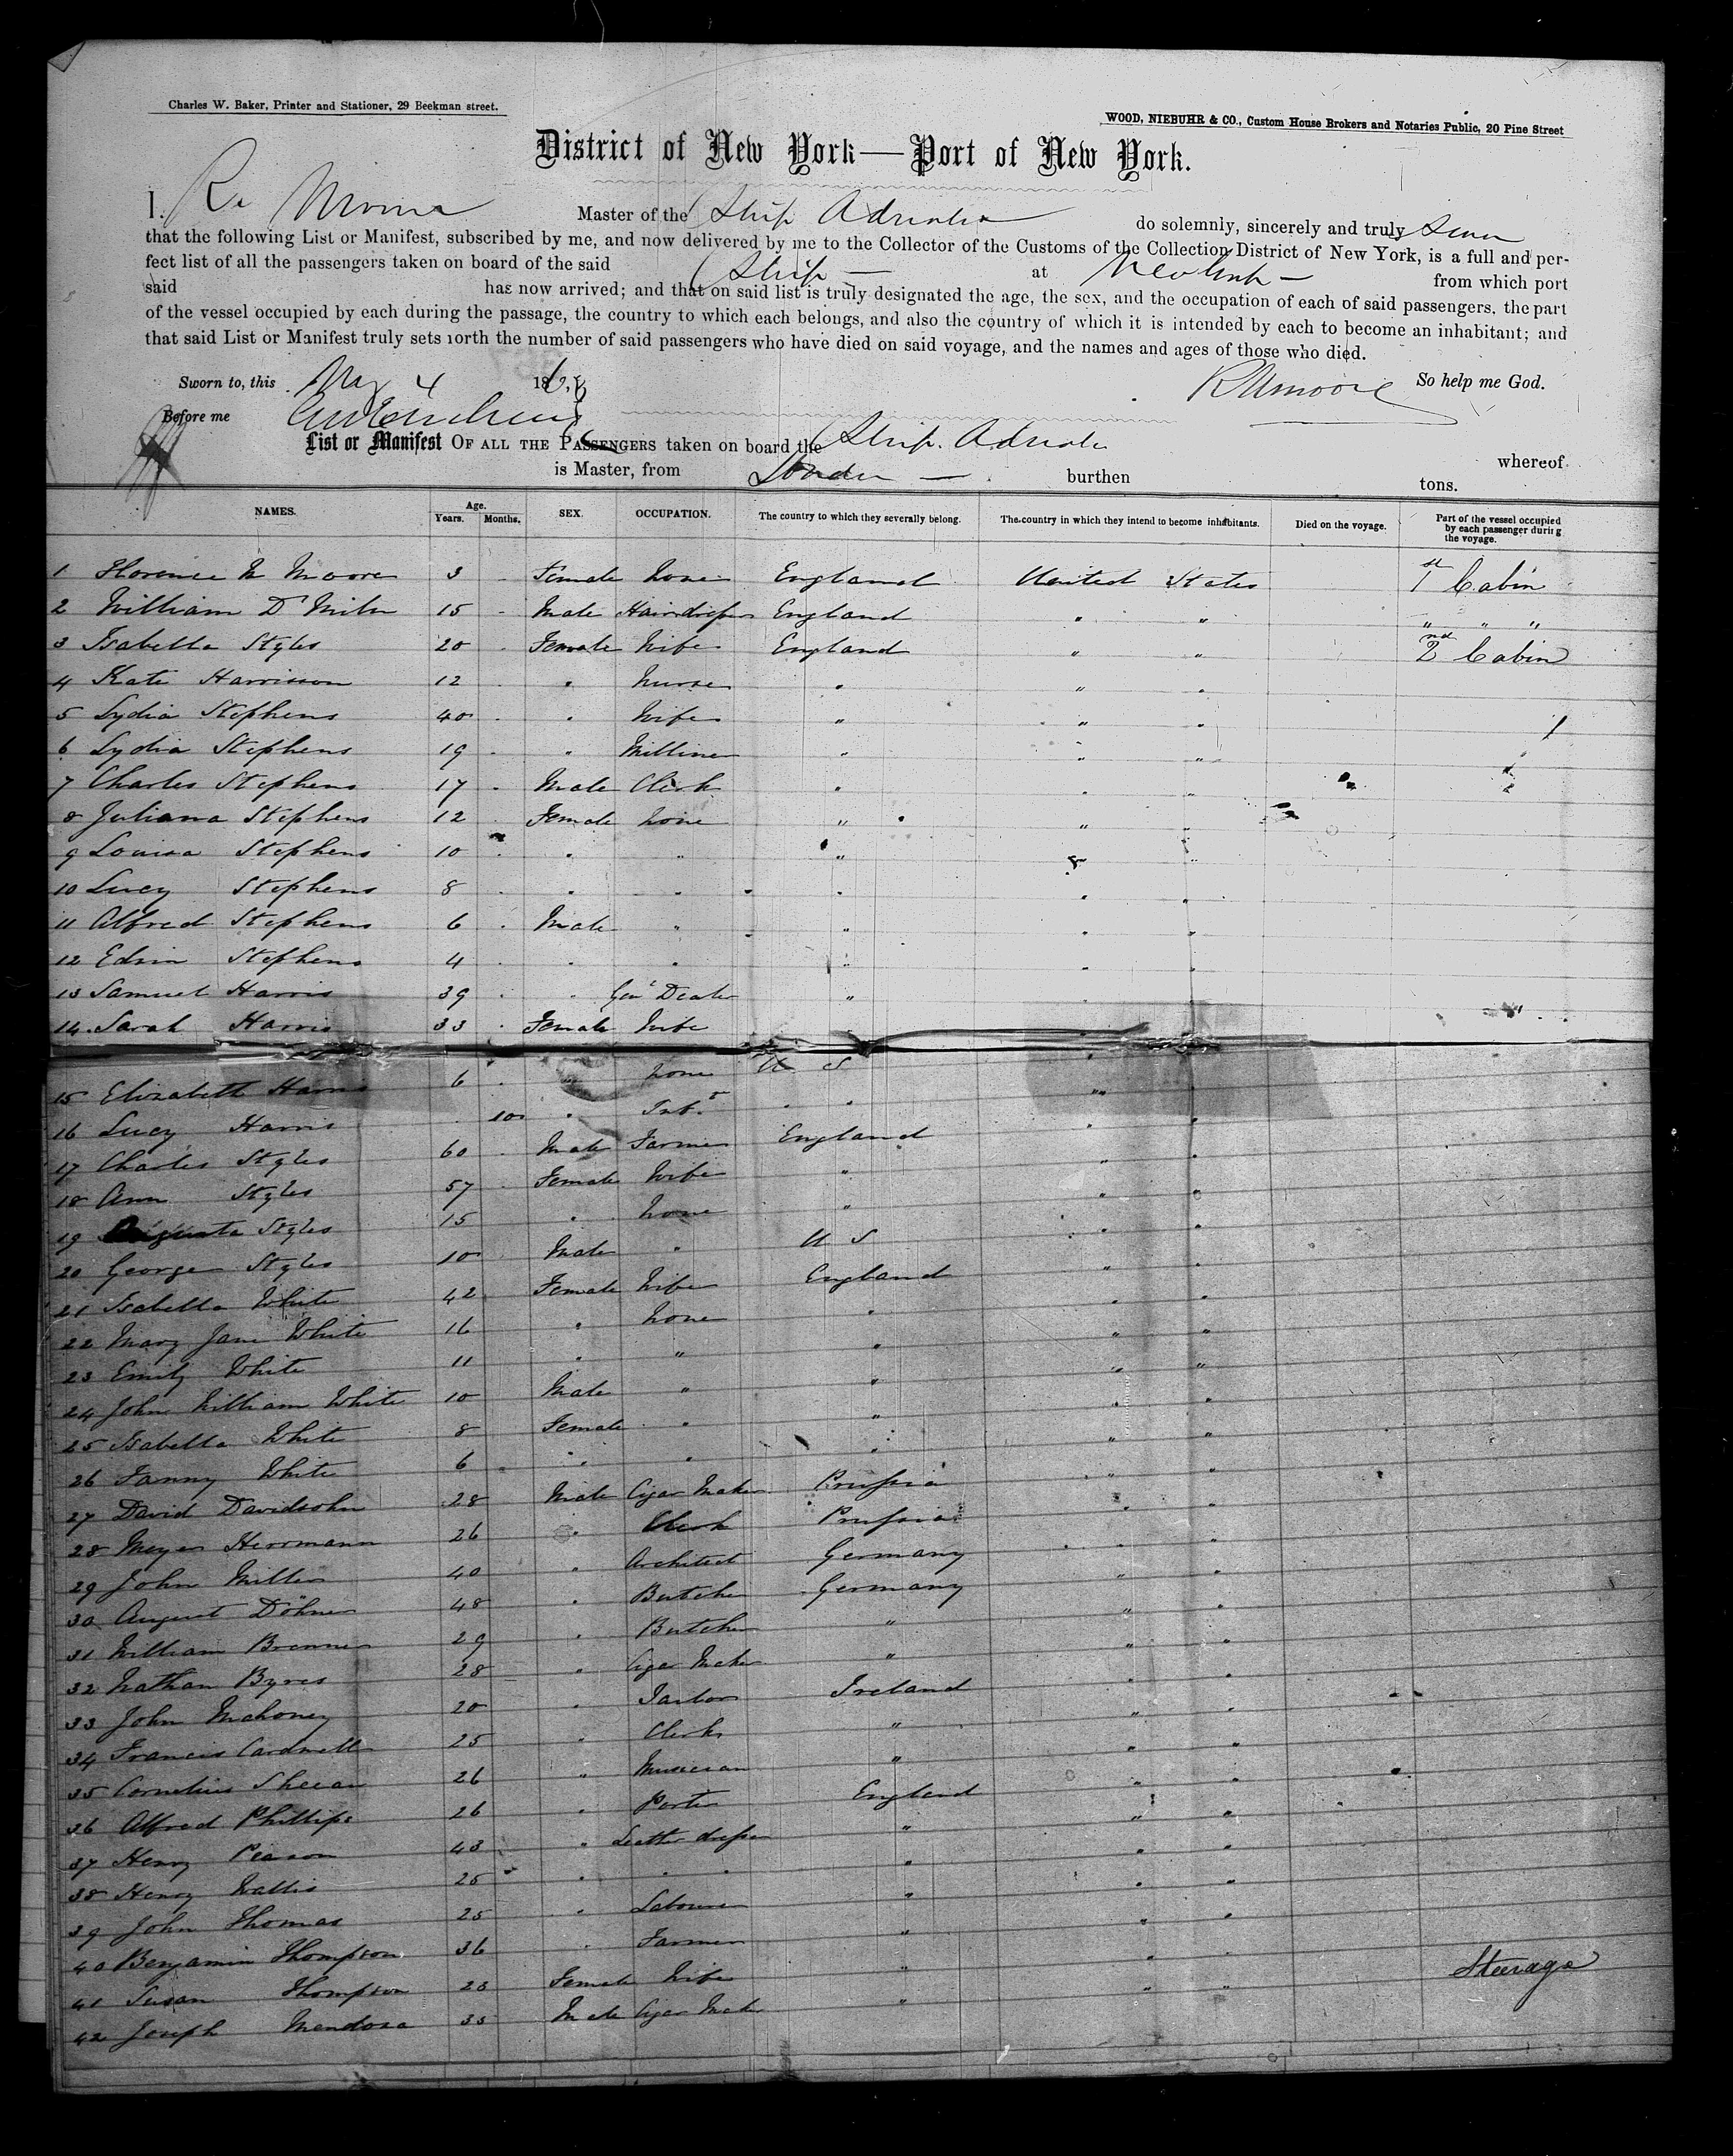 Charles W. Baker, Printer and Stationer, 29 Beekman street.
WOOD, NIEBUHR & CO., Custom House Brokers and Notaries Public, 20 Pine Street
District of New York—Port of New York.
I. Master of the Ship do solemnly, sincerely and truly
that the following List or Manifest, subscribed by me, and now delivered by me to the Collector of the Customs of the Collection District of New York, is a full and per-
fect list of all the passengers taken on board of the said Ship — at from which port
said has now arrived; and that on said list is truly designated the age, the sex, and the occupation of each of said passengers, the part
of the vessel occupied by each during the passage, the country to which each belongs, and also the country of which it is intended by each to become an inhabitant; and
that said List or Manifest truly sets forth the number of said passengers who have died on said voyage, and the names and ages of those who died.
Sworn to, this May 4 186 So help me God.
Before me
List or Manifest OF ALL THE PASSENGERS taken on board the Ship whereof
is Master, from London — burthen tons.
NAMES. Age. Years. Months. SEX. OCCUPATION. The country to which they severally belong. The country in which they intend to become inhabitants. Died on the voyage. Part of the vessel occupied by each passenger during the voyage.
1 Florence M Moore 3 Female none England United States 1st Cabin
2 William D 15 Male Hairdresser England " " " " "
3 Isabella Styles 20 Female Wife England " " 2nd Cabin
4 Kate Harrison 12 " Nurse " " "
5 Lydia Stephens 40 " Wife " " "
6 Lydia Stephens 19 " Milliner " " "
7 Charles Stephens 17 Male Clerk " " "
8 Juliana Stephens 12 Female none " " "
9 Louisa Stephens 10 " " " " "
10 Lucy Stephens 8 " " " " "
11 Alfred Stephens 6 Male " " " "
12 Edwin Stephens 4 " " " " "
13 Samuel Harris 39 " Genl Dealer " " "
14 Sarah Harris 33 Female Wife
15 Elizabeth Harris 6 " none U S " "
16 Lucy Harris 10 " Inft " " " "
17 Charles Styles 60 Male Farmer England " "
18 Ann Styles 57 Female Wife " " "
19 Augusta Styles 15 " none " " "
20 George Styles 10 Male " U S " "
21 Isabella White 42 Female Wife England " "
22 Mary Jane White 16 " none " " "
23 Emily White 11 " " " " "
24 John William White 10 Male " " " "
25 Isabella White 8 Female " " " "
26 Fanny White 6 " " " " "
27 David Davidsohn 28 Male Cigar Maker Prussia " "
28 Meyer Herrmann 26 " Clerk Prussia " "
29 John Miller 40 " Architect Germany " "
30 August Döhner 48 " Butcher Germany " "
31 William Brenner 29 " Butcher " " "
32 Nathan Byres 28 " Cigar Maker " " "
33 John Mahoney 20 " Tailor Ireland " "
34 Francis Cardwell 25 " Clerk " " "
35 Cornelius Sheean 26 " Musician " " "
36 Alfred Phillips 26 " Porter England " "
37 Henry Pearson 43 " Leather dresser " " "
38 Henry Wallis 25 " " " " " "
39 John Thomas 25 " Labourer " " "
40 Benjamin Thompson 36 " Farmer " " "
41 Susan Thompson 23 Female Wife " " "
42 Joseph Mendoza 35 Male Cigar Maker " Steerage